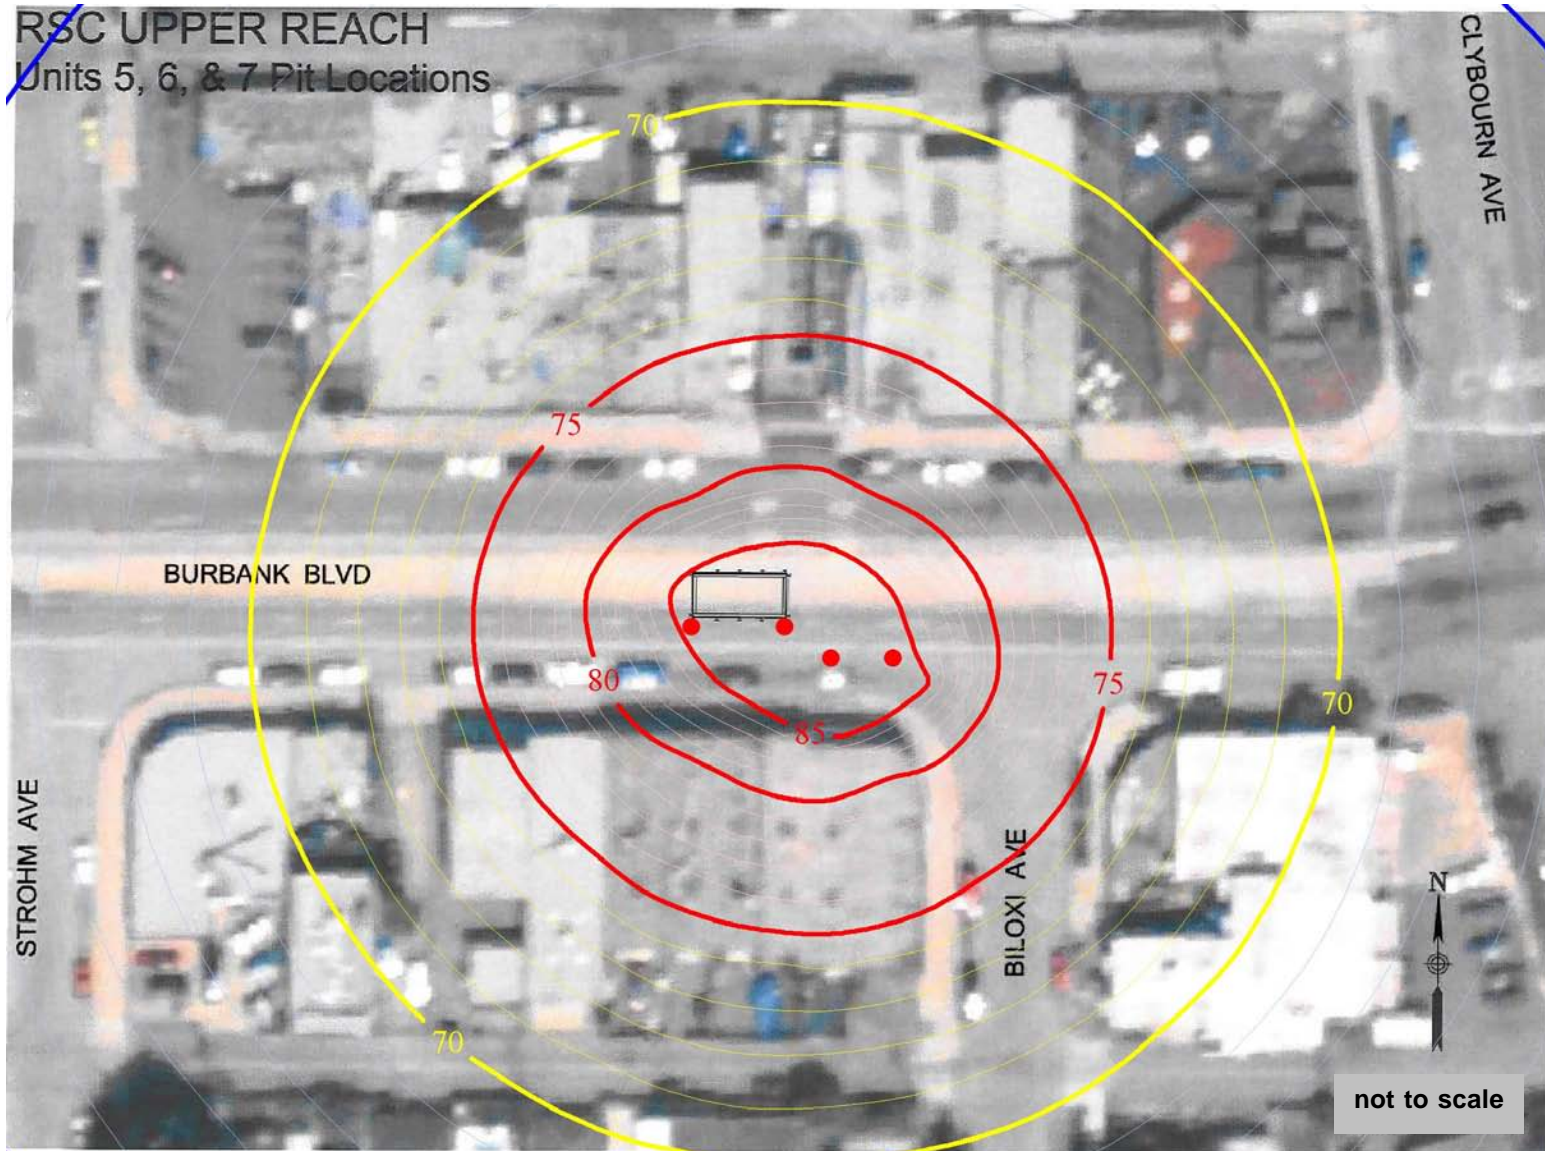 RSC UPPER REACH
Units 5, 6, & 7 Pit Locations
CLYBOURN AVE
70
75
BURBANK BLVD
80
75
70
85
STROHM AVE
BILOXI AVE
N
70
not to scale